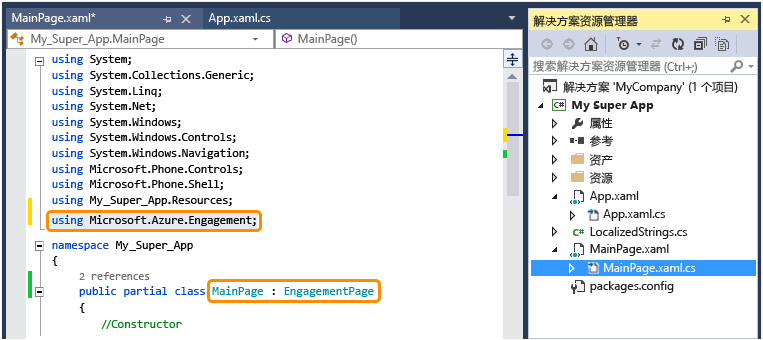 MainPage.xaml*
App.xaml.cs
My_Super_App.MainPage
MainPage()
using System;
using System.Collections.Generic;
using System.Linq;
using System.Net;
using System.Windows;
using System.Windows.Controls;
using System.Windows.Navigation;
using Microsoft.Phone.Controls;
using Microsoft.Phone.Shell;
using My_Super_App.Resources;
using Microsoft.Azure.Engagement;
namespace My_Super_App
{
2 references
public partial class MainPage : EngagementPage
{
//Constructor
解决方案资源管理器
搜索解决方案资源管理器 (Ctrl+;)
解决方案 'MyCompany' (1 个项目)
C# My Super App
属性
参考
资产
资源
App.xaml
App.xaml.cs
C# LocalizedStrings.cs
MainPage.xaml
MainPage.xaml.cs
packages.config